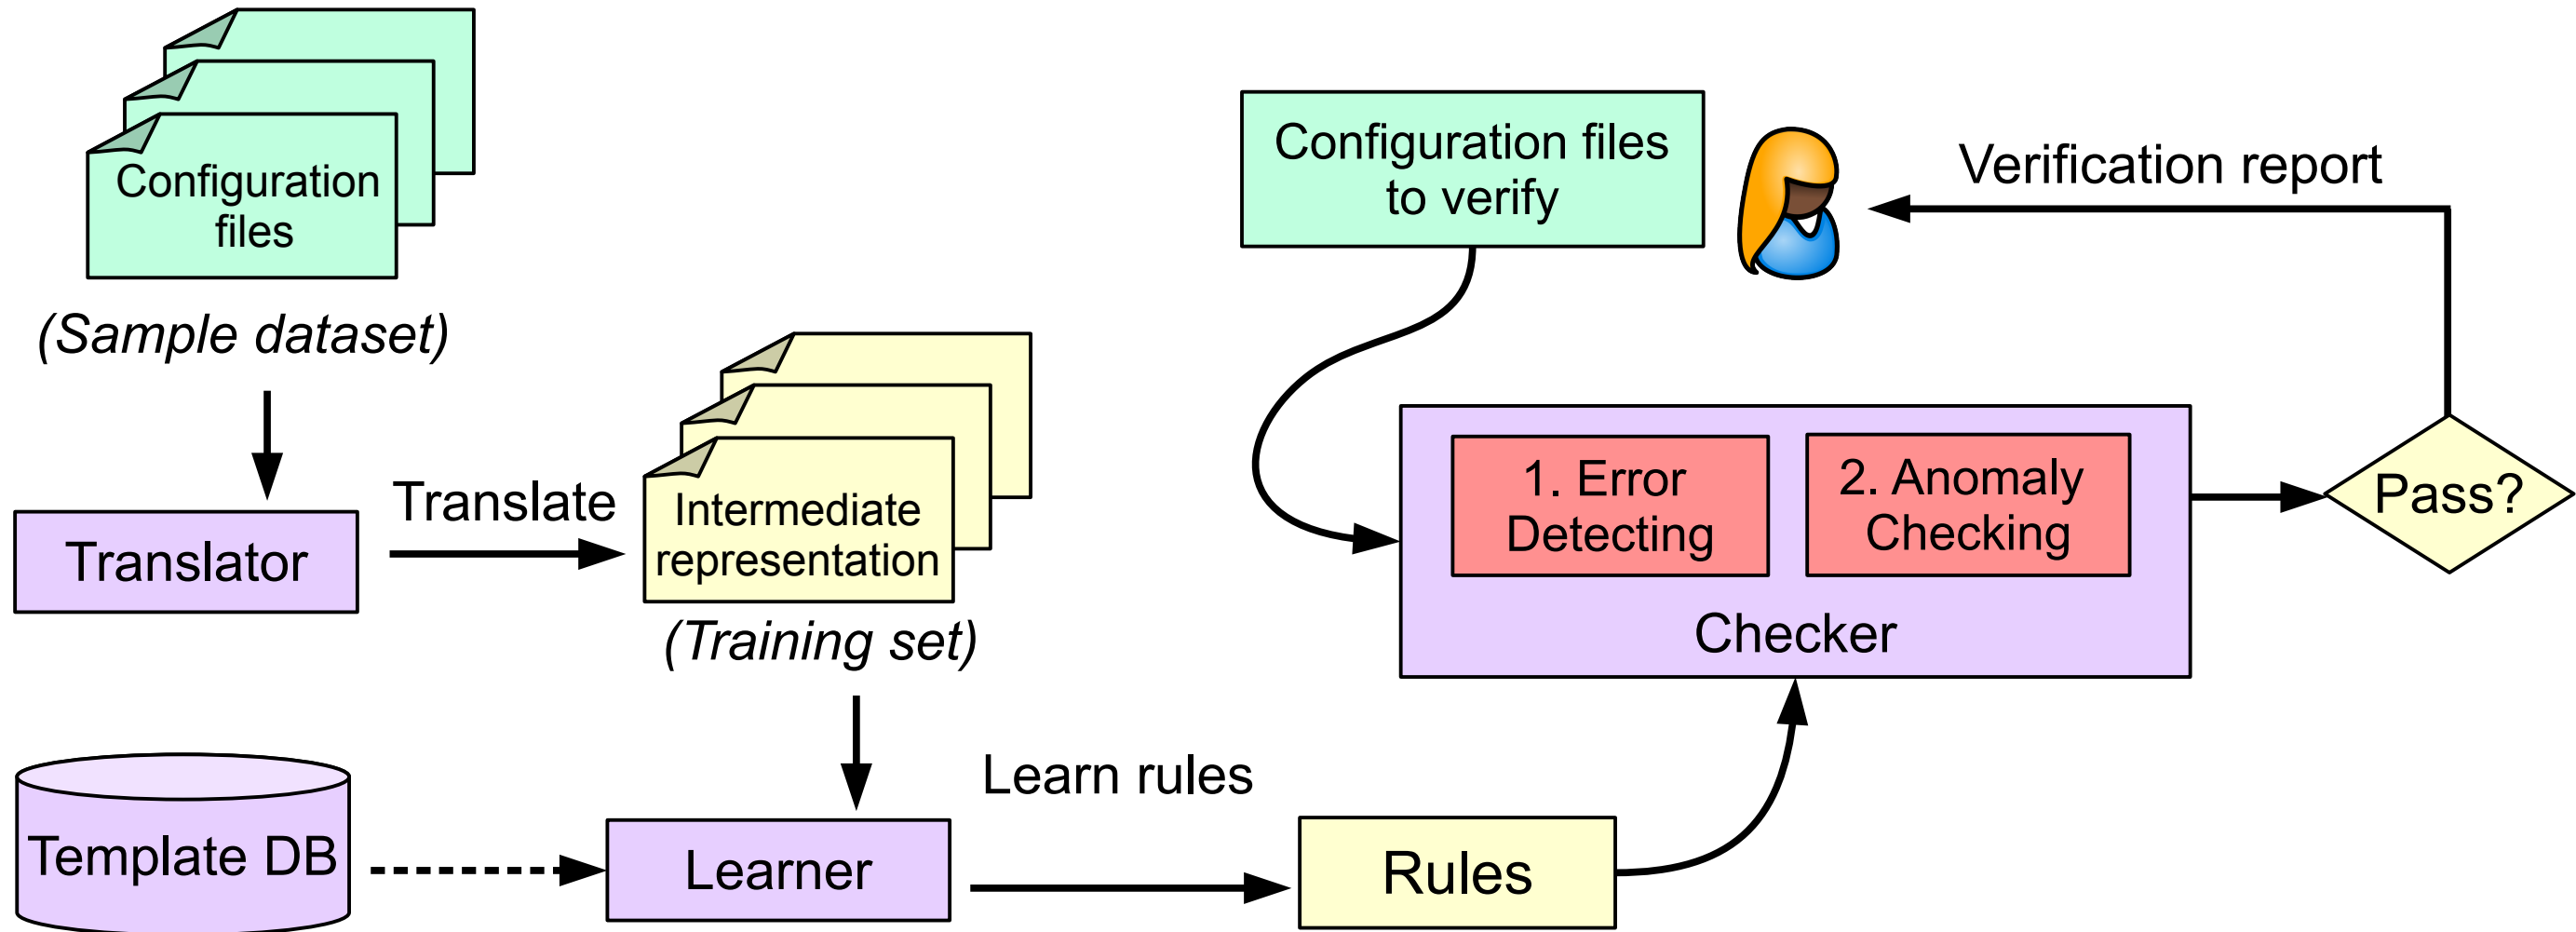 Configuration
files
(Sample dataset)
Translator
Translate
Intermediate
representation
(Training set)
Template DB
Learner
Learn rules
Rules
Configuration files
to verify
Verification report
1. Error
Detecting
2. Anomaly
Checking
Checker
Pass?